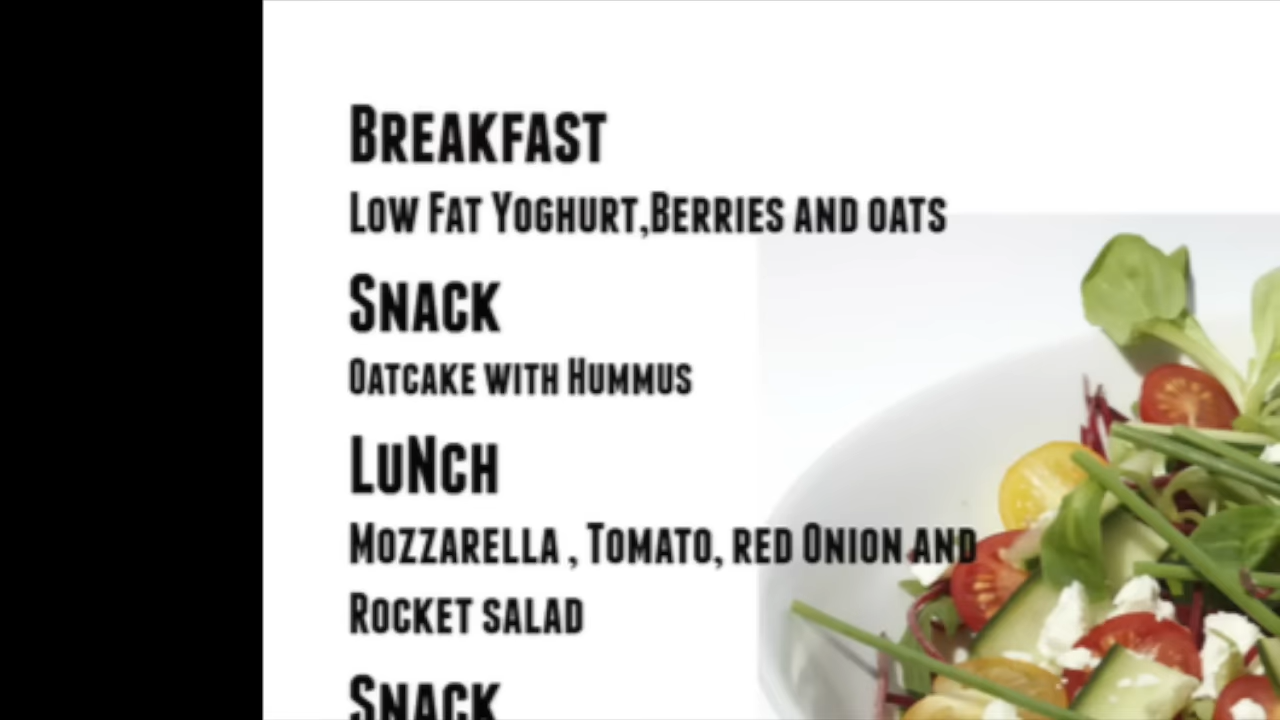 BREAKFAST
LOW FAT YOGHURT,BERRIES AND OATS
SNACK
OATCAKE WITH HUMMUS
LUNCH
MOZZARELLA , TOMATO, RED ONION AND
ROCKET SALAD
SNACK